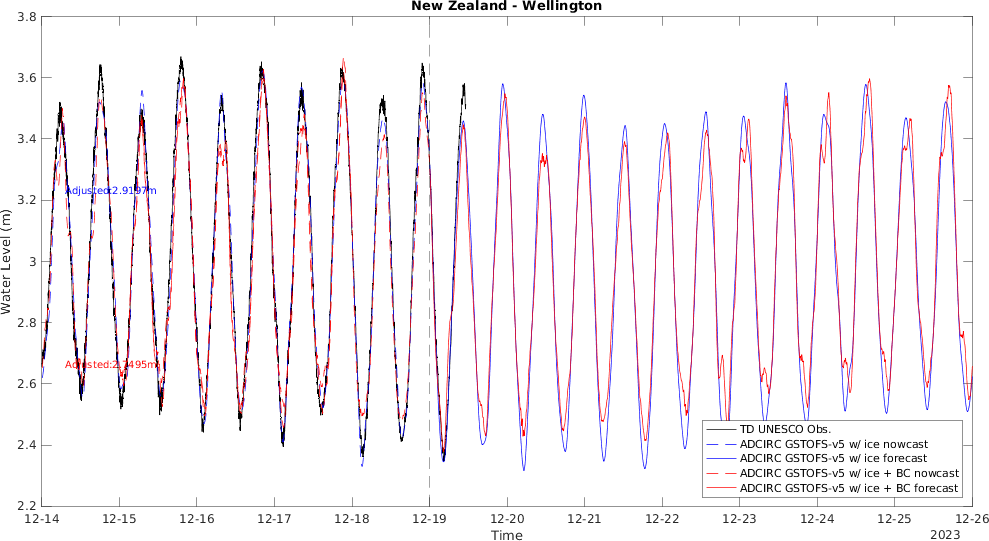 New Zealand - Wellington
3.8
3.6
3.4
3.2
3
2.8
2.6
2.4
2.2
Water Level (m)
Adjusted:2.9197m
TD UNESCO Obs.
ADCIRC GSTOFS-v5 w/ ice nowcast
ADCIRC GSTOFS-v5 w/ ice forecast
ADCIRC GSTOFS-v5 w/ ice + BC nowcast
ADCIRC GSTOFS-v5 w/ ice + BC forecast
12-14 12-15 12-16 12-17 12-18 12-19 12-20 12-21 12-22 12-23 12-24 12-25 12-26
Time
2023